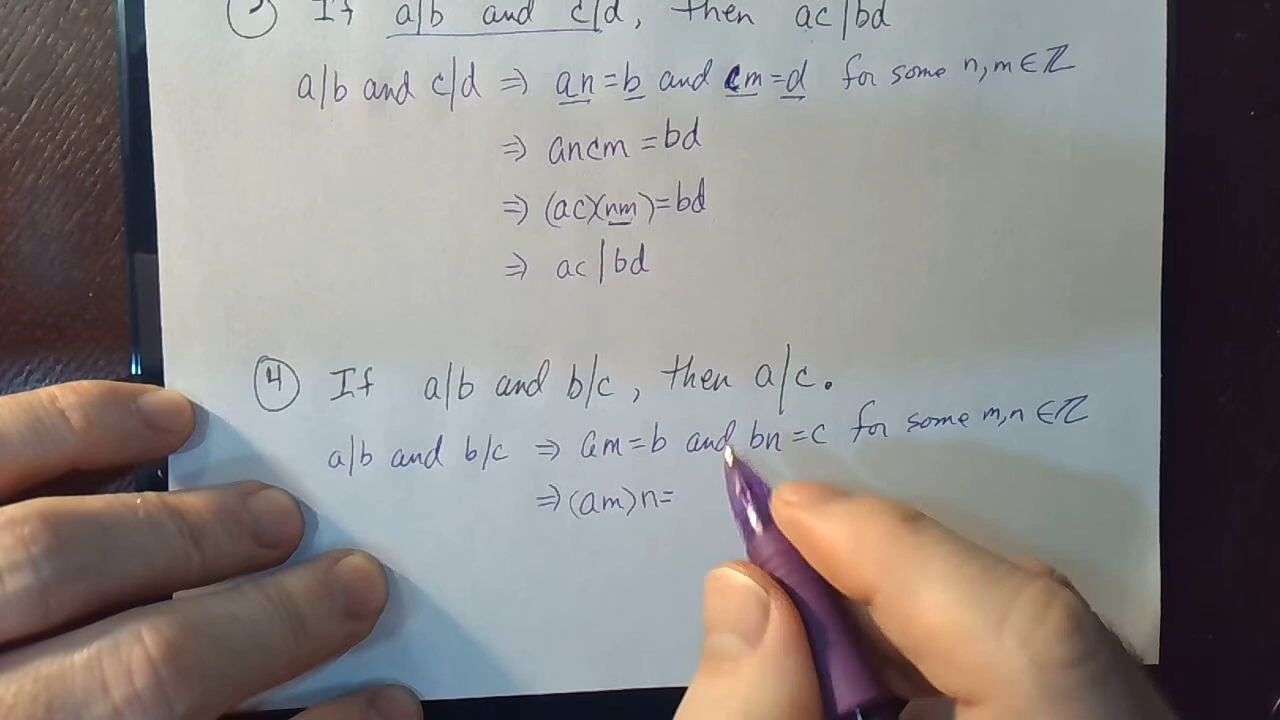 ③ If a|b and c|d, then ac|bd
a|b and c|d ⇒ an=b and cm=d for some n,m∈ℤ
⇒ ancm=bd
⇒ (ac)(nm)=bd
⇒ ac|bd
④ If a|b and b|c, then a|c.
a|b and b|c ⇒ am=b and bn=c for some m,n∈ℤ
⇒(am)n=